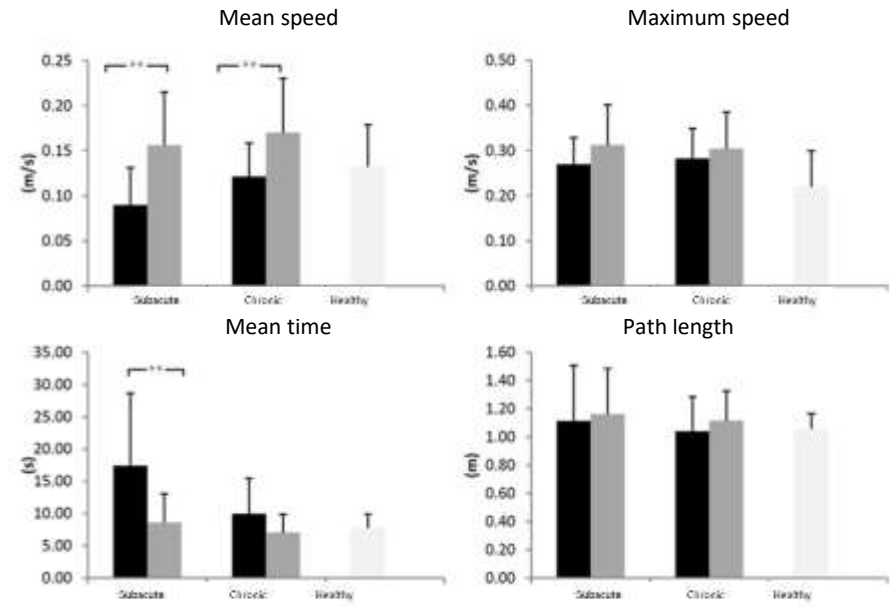 Mean speed
0.25
0.20
0.15
0.10
0.05
0.00
(m/s)
**
**
Subacute
Chronic
Healthy
Maximum speed
0.50
0.40
0.30
0.20
0.10
0.00
(m/s)
Subacute
Chronic
Healthy
Mean time
35.00
30.00
25.00
20.00
15.00
10.00
5.00
0.00
(s)
**
Subacute
Chronic
Healthy
Path length
1.60
1.40
1.20
1.00
0.80
0.60
0.40
0.20
0.00
(m)
Subacute
Chronic
Healthy